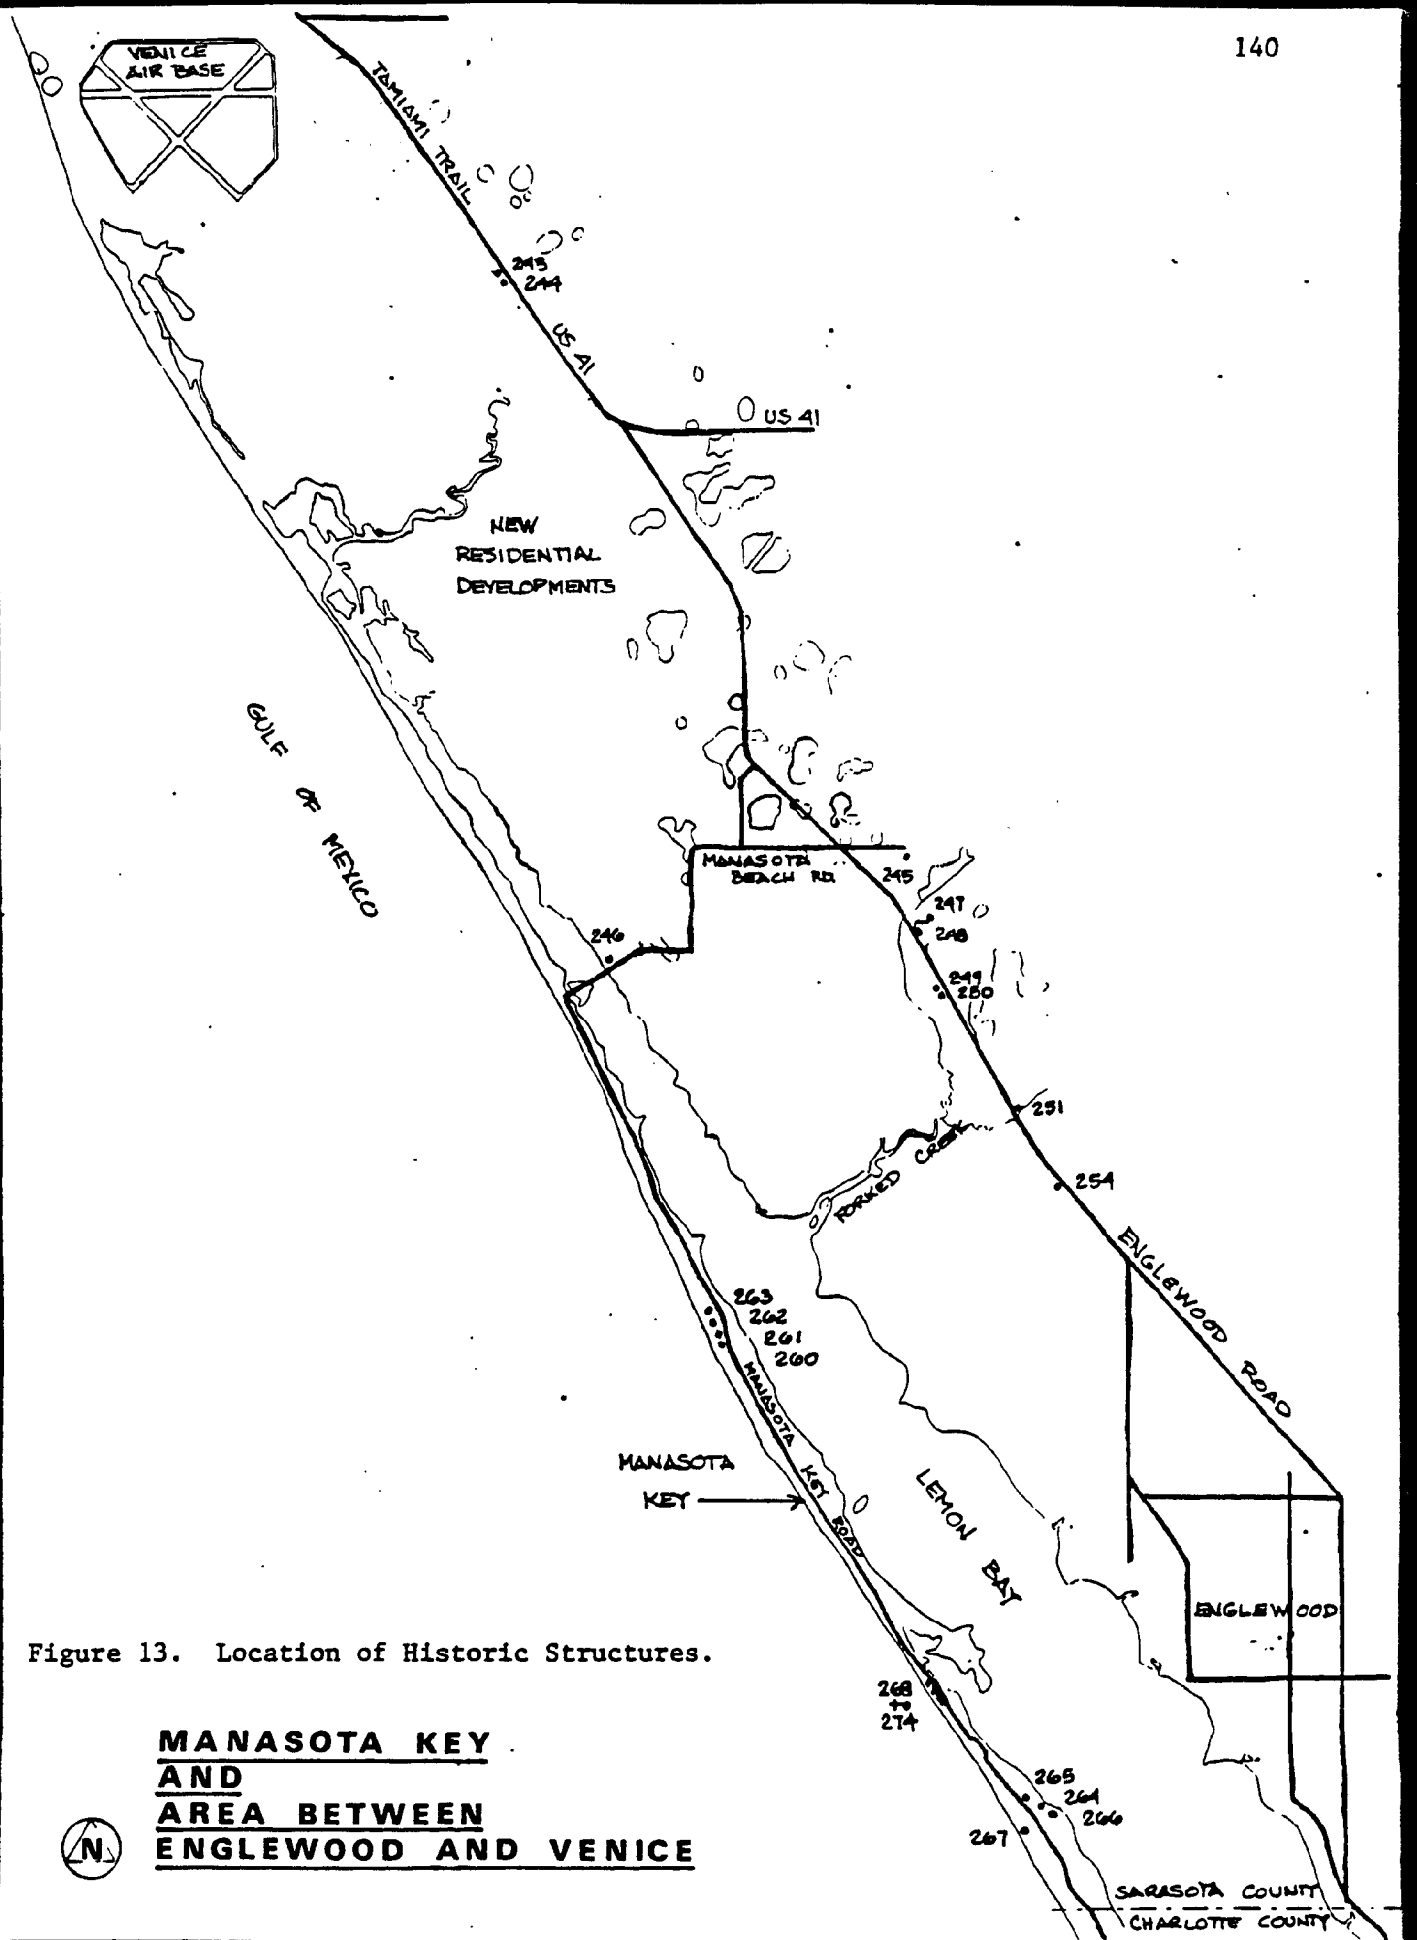 140
VENICE
AIR BASE
TAMIAMI TRAIL
243
244
US 41
US 41
NEW
RESIDENTIAL
DEVELOPMENTS
GULF OF MEXICO
MANASOTA
BEACH RD.
245
247
248
246
249
250
251
FORKED CREEK
254
ENGLEWOOD ROAD
263
262
261
260
MANASOTA KEY ROAD
MANASOTA
KEY
LEMON BAY
ENGLEWOOD
Figure 13. Location of Historic Structures.
268
to
274
MANASOTA KEY
AND
AREA BETWEEN
ENGLEWOOD AND VENICE
N
265
264
266
267
SARASOTA COUNTY
CHARLOTTE COUNTY